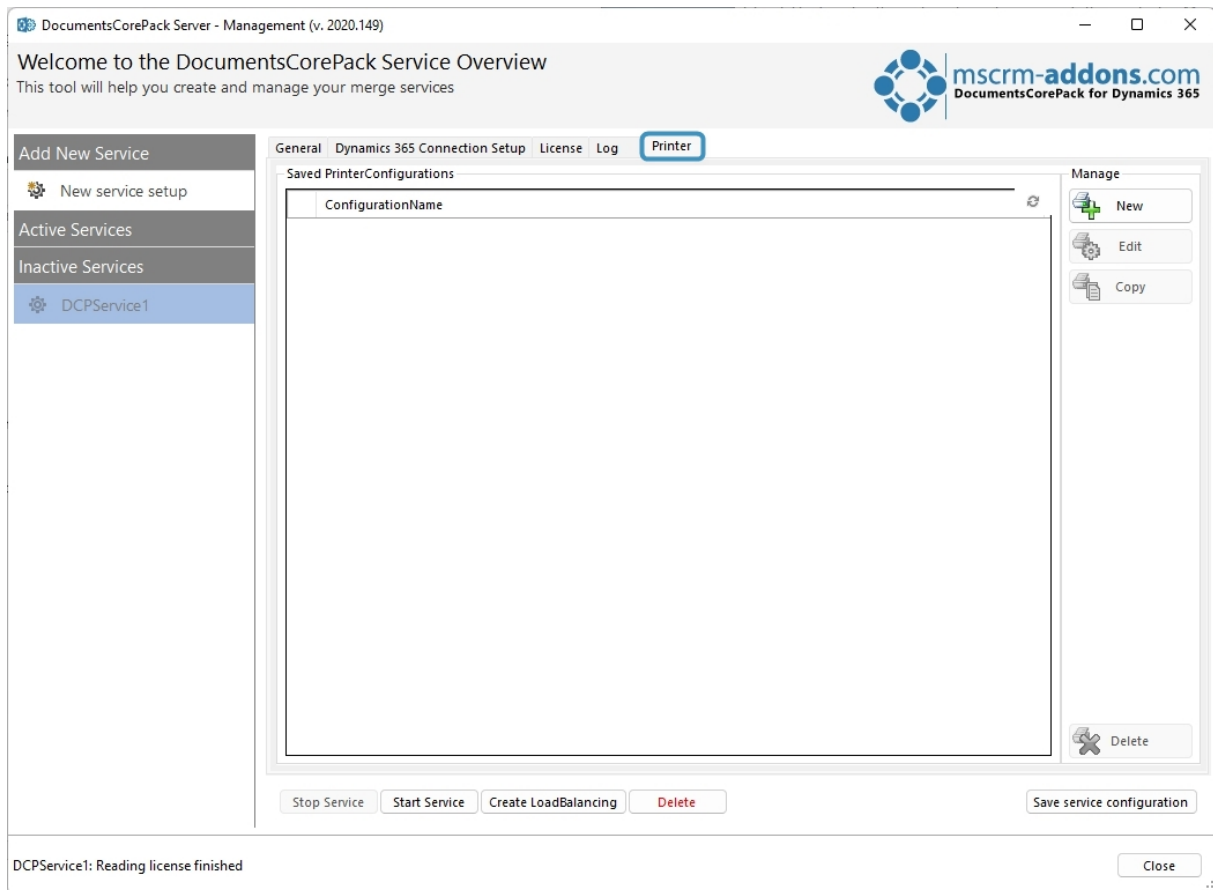 DocumentsCorePack Server - Management (v. 2020.149)
Welcome to the DocumentsCorePack Service Overview
This tool will help you create and manage your merge services
mscrm-addons.com
DocumentsCorePack for Dynamics 365
Add New Service
New service setup
Active Services
Inactive Services
DCPService1
General Dynamics 365 Connection Setup License Log Printer
Saved PrinterConfigurations
ConfigurationName
Manage
New
Edit
Copy
Delete
Stop Service Start Service Create LoadBalancing Delete Save service configuration
DCPService1: Reading license finished
Close